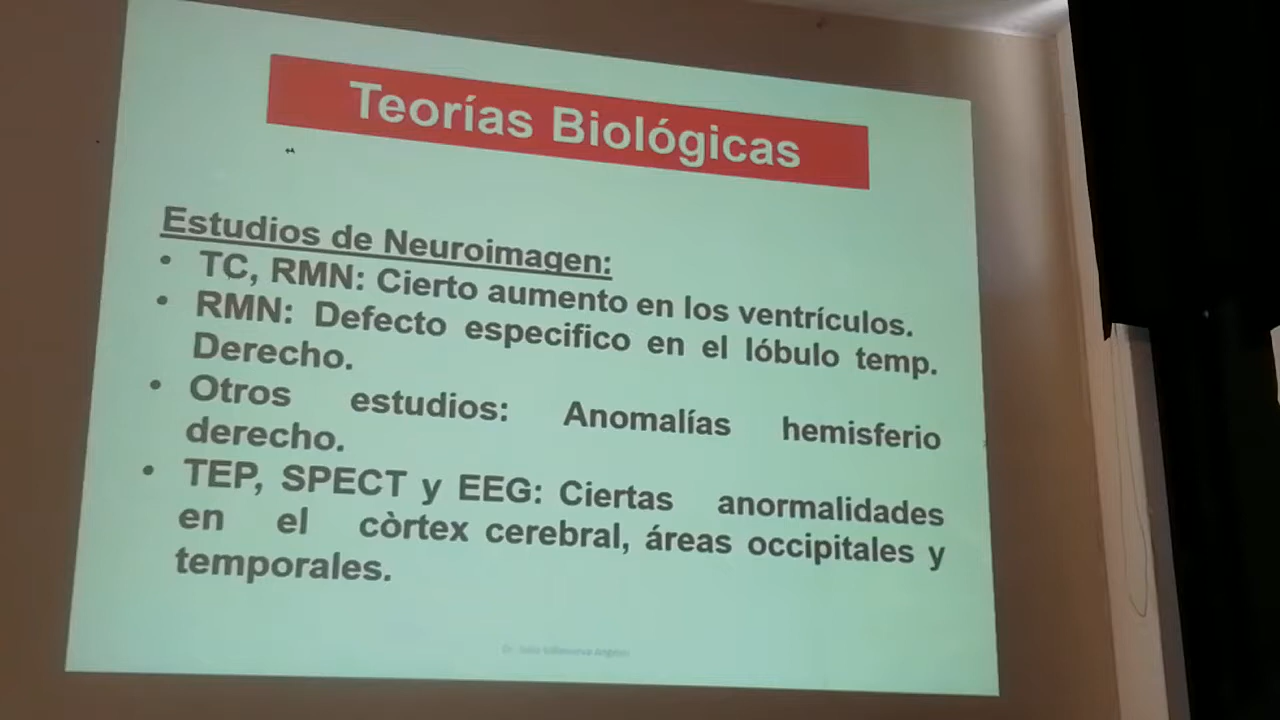 Teorías Biológicas
Estudios de Neuroimagen:
• TC, RMN: Cierto aumento en los ventrículos.
• RMN: Defecto especifico en el lóbulo temp.
Derecho.
• Otros estudios: Anomalías hemisferio
derecho.
• TEP, SPECT y EEG: Ciertas anormalidades
en el còrtex cerebral, áreas occipitales y
temporales.